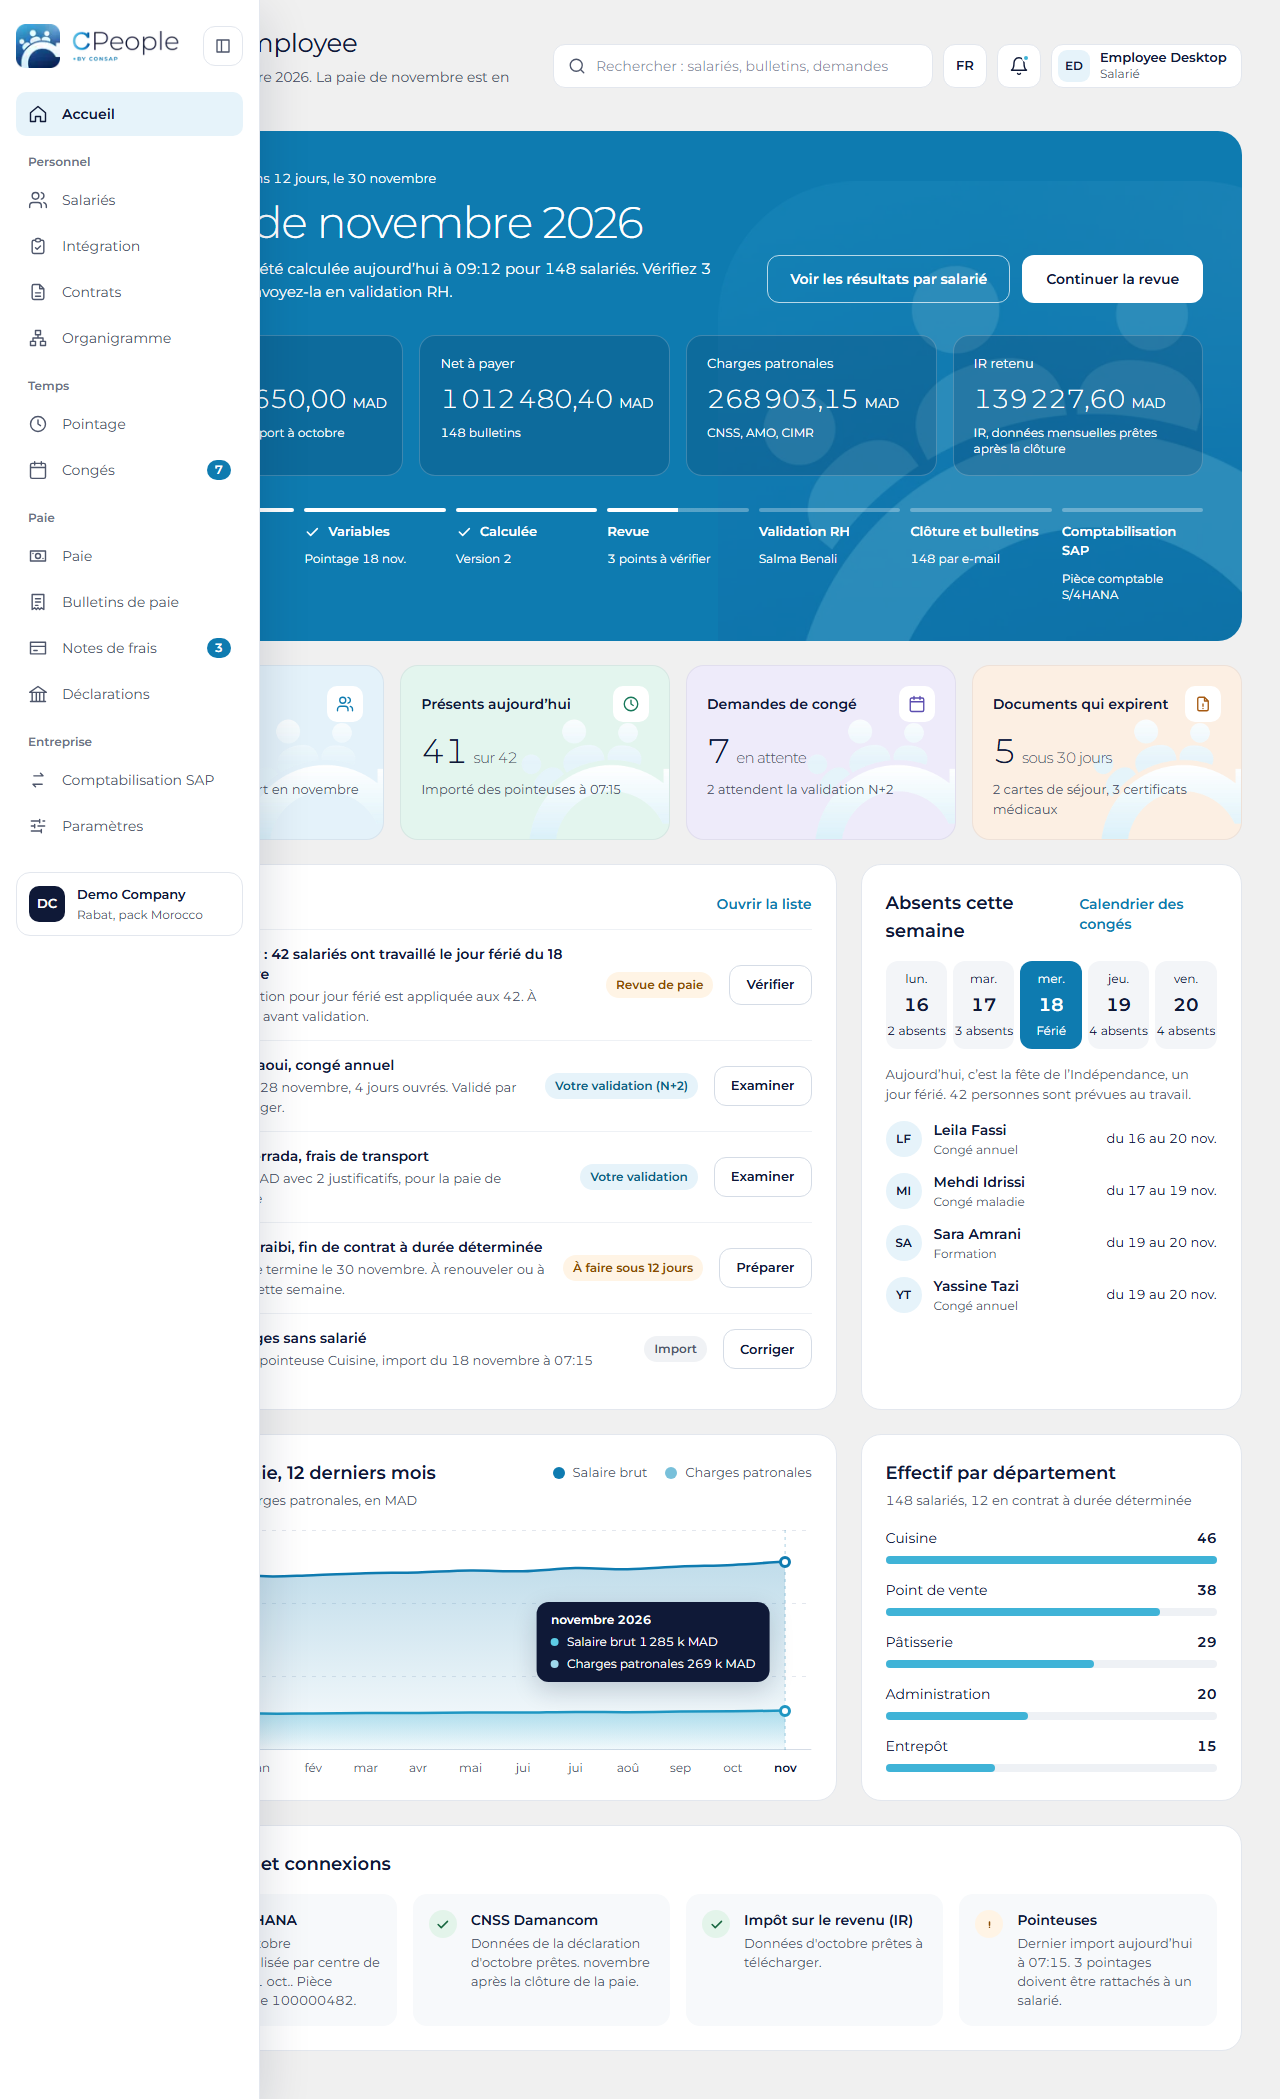 CPeople
+BY CONSAP
Accueil
Personnel
Salariés
Intégration
Contrats
Organigramme
Temps
Pointage
Congés 7
Paie
Paie
Bulletins de paie
Notes de frais 3
Déclarations
Entreprise
Comptabilisation SAP
Paramètres
DC
Demo Company
Rabat, pack Morocco
mployee
re 2026. La paie de novembre est en
Rechercher : salariés, bulletins, demandes
FR
ED
Employee Desktop
Salarié
ns 12 jours, le 30 novembre
de novembre 2026
été calculée aujourd’hui à 09:12 pour 148 salariés. Vérifiez 3
nvoyez-la en validation RH.
Voir les résultats par salarié
Continuer la revue
650,00 MAD
port à octobre
Net à payer
1 012 480,40 MAD
148 bulletins
Charges patronales
268 903,15 MAD
CNSS, AMO, CIMR
IR retenu
139 227,60 MAD
IR, données mensuelles prêtes
après la clôture
Variables
Pointage 18 nov.
Calculée
Version 2
Revue
3 points à vérifier
Validation RH
Salma Benali
Clôture et bulletins
148 par e-mail
Comptabilisation
SAP
Pièce comptable
S/4HANA
rt en novembre
Présents aujourd’hui
41 sur 42
Importé des pointeuses à 07:15
Demandes de congé
7 en attente
2 attendent la validation N+2
Documents qui expirent
5 sous 30 jours
2 cartes de séjour, 3 certificats
médicaux
Ouvrir la liste
: 42 salariés ont travaillé le jour férié du 18
re
tion pour jour férié est appliquée aux 42. À
avant validation.
Revue de paie
Vérifier
aoui, congé annuel
28 novembre, 4 jours ouvrés. Validé par
ger.
Votre validation (N+2)
Examiner
errada, frais de transport
AD avec 2 justificatifs, pour la paie de
e
Votre validation
Examiner
raibi, fin de contrat à durée déterminée
e termine le 30 novembre. À renouveler ou à
ette semaine.
À faire sous 12 jours
Préparer
ges sans salarié
pointeuse Cuisine, import du 18 novembre à 07:15
Import
Corriger
Absents cette
semaine
Calendrier des
congés
lun.
16
2 absents
mar.
17
3 absents
mer.
18
Férié
jeu.
19
4 absents
ven.
20
4 absents
Aujourd’hui, c’est la fête de l’Indépendance, un
jour férié. 42 personnes sont prévues au travail.
LF
Leila Fassi
Congé annuel
du 16 au 20 nov.
MI
Mehdi Idrissi
Congé maladie
du 17 au 19 nov.
SA
Sara Amrani
Formation
du 19 au 20 nov.
YT
Yassine Tazi
Congé annuel
du 19 au 20 nov.
ie, 12 derniers mois
rges patronales, en MAD
Salaire brut
Charges patronales
novembre 2026
Salaire brut 1 285 k MAD
Charges patronales 269 k MAD
an fév mar avr mai jui jui aoû sep oct nov
Effectif par département
148 salariés, 12 en contrat à durée déterminée
Cuisine 46
Point de vente 38
Pâtisserie 29
Administration 20
Entrepôt 15
et connexions
HANA
tobre
lisée par centre de
. oct.. Pièce
e 100000482.
CNSS Damancom
Données de la déclaration
d'octobre prêtes. novembre
après la clôture de la paie.
Impôt sur le revenu (IR)
Données d'octobre prêtes à
télécharger.
Pointeuses
Dernier import aujourd’hui
à 07:15. 3 pointages
doivent être rattachés à un
salarié.